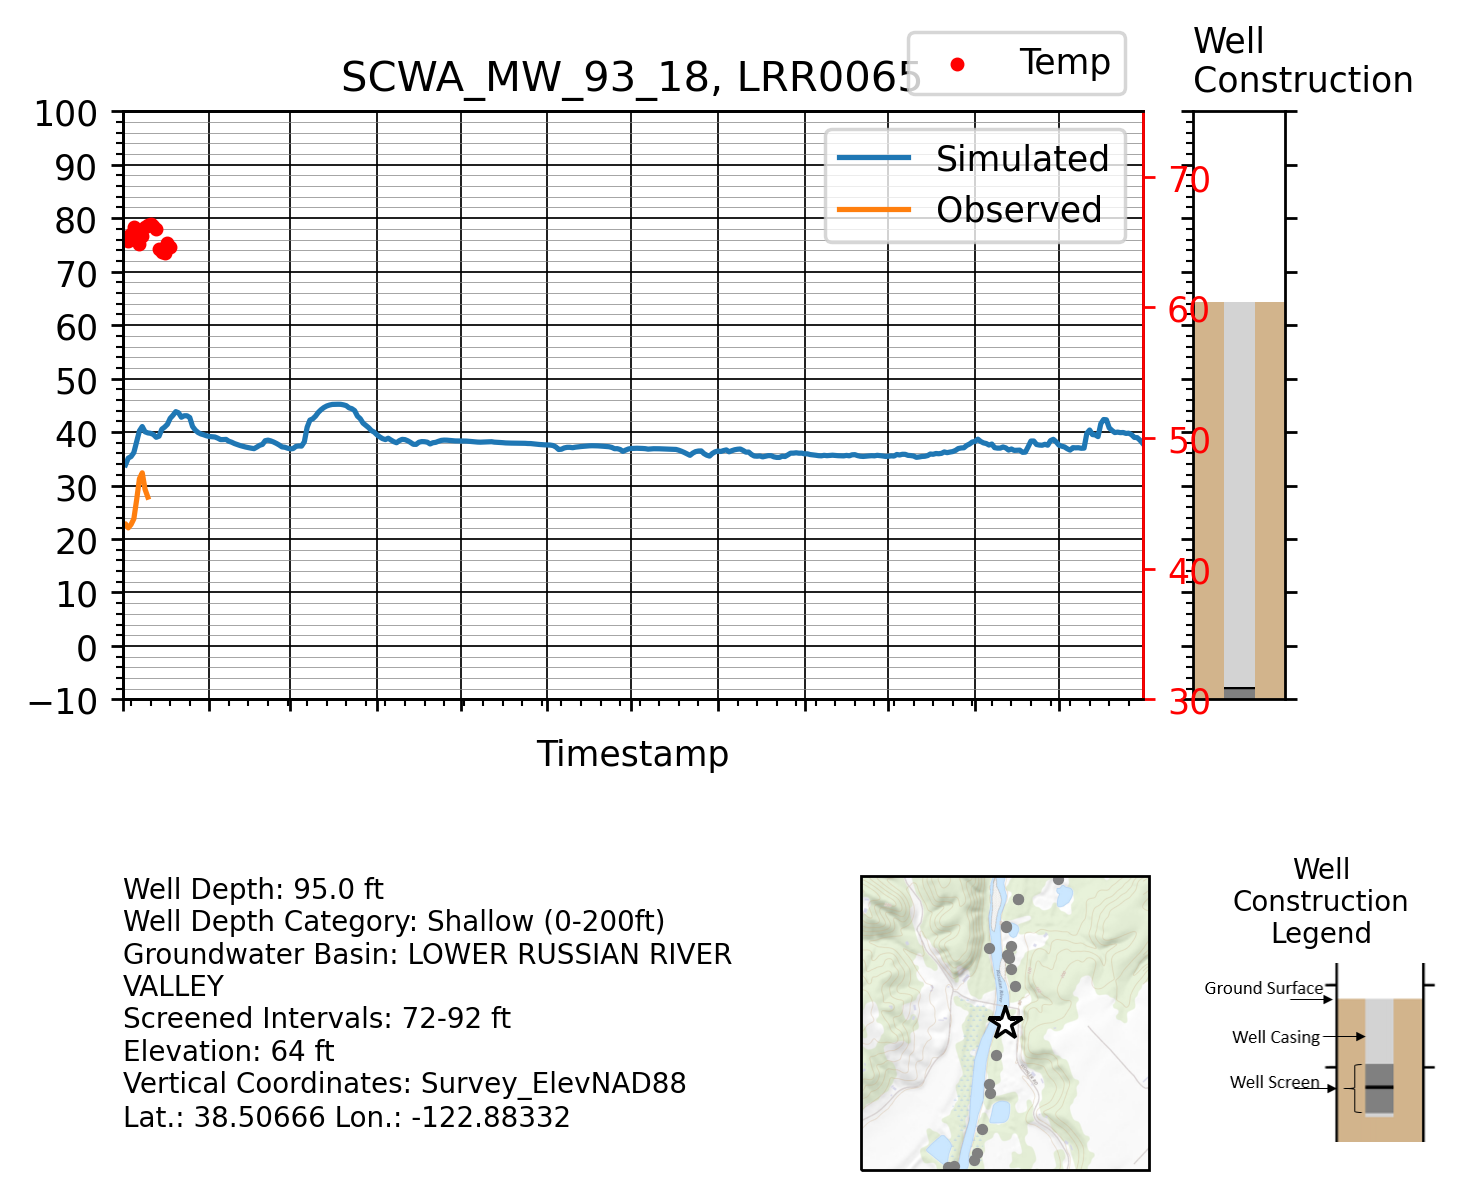 SCWA_MW_93_18, LRR0065
Temp
Well
Construction
100
90
80
70
60
50
40
30
20
10
0
−10
Simulated
Observed
70
60
50
40
30
Timestamp
Well Depth: 95.0 ft
Well Depth Category: Shallow (0-200ft)
Groundwater Basin: LOWER RUSSIAN RIVER
VALLEY
Screened Intervals: 72-92 ft
Elevation: 64 ft
Vertical Coordinates: Survey_ElevNAD88
Lat.: 38.50666 Lon.: -122.88332
Well
Construction
Legend
Ground Surface
Well Casing
Well Screen